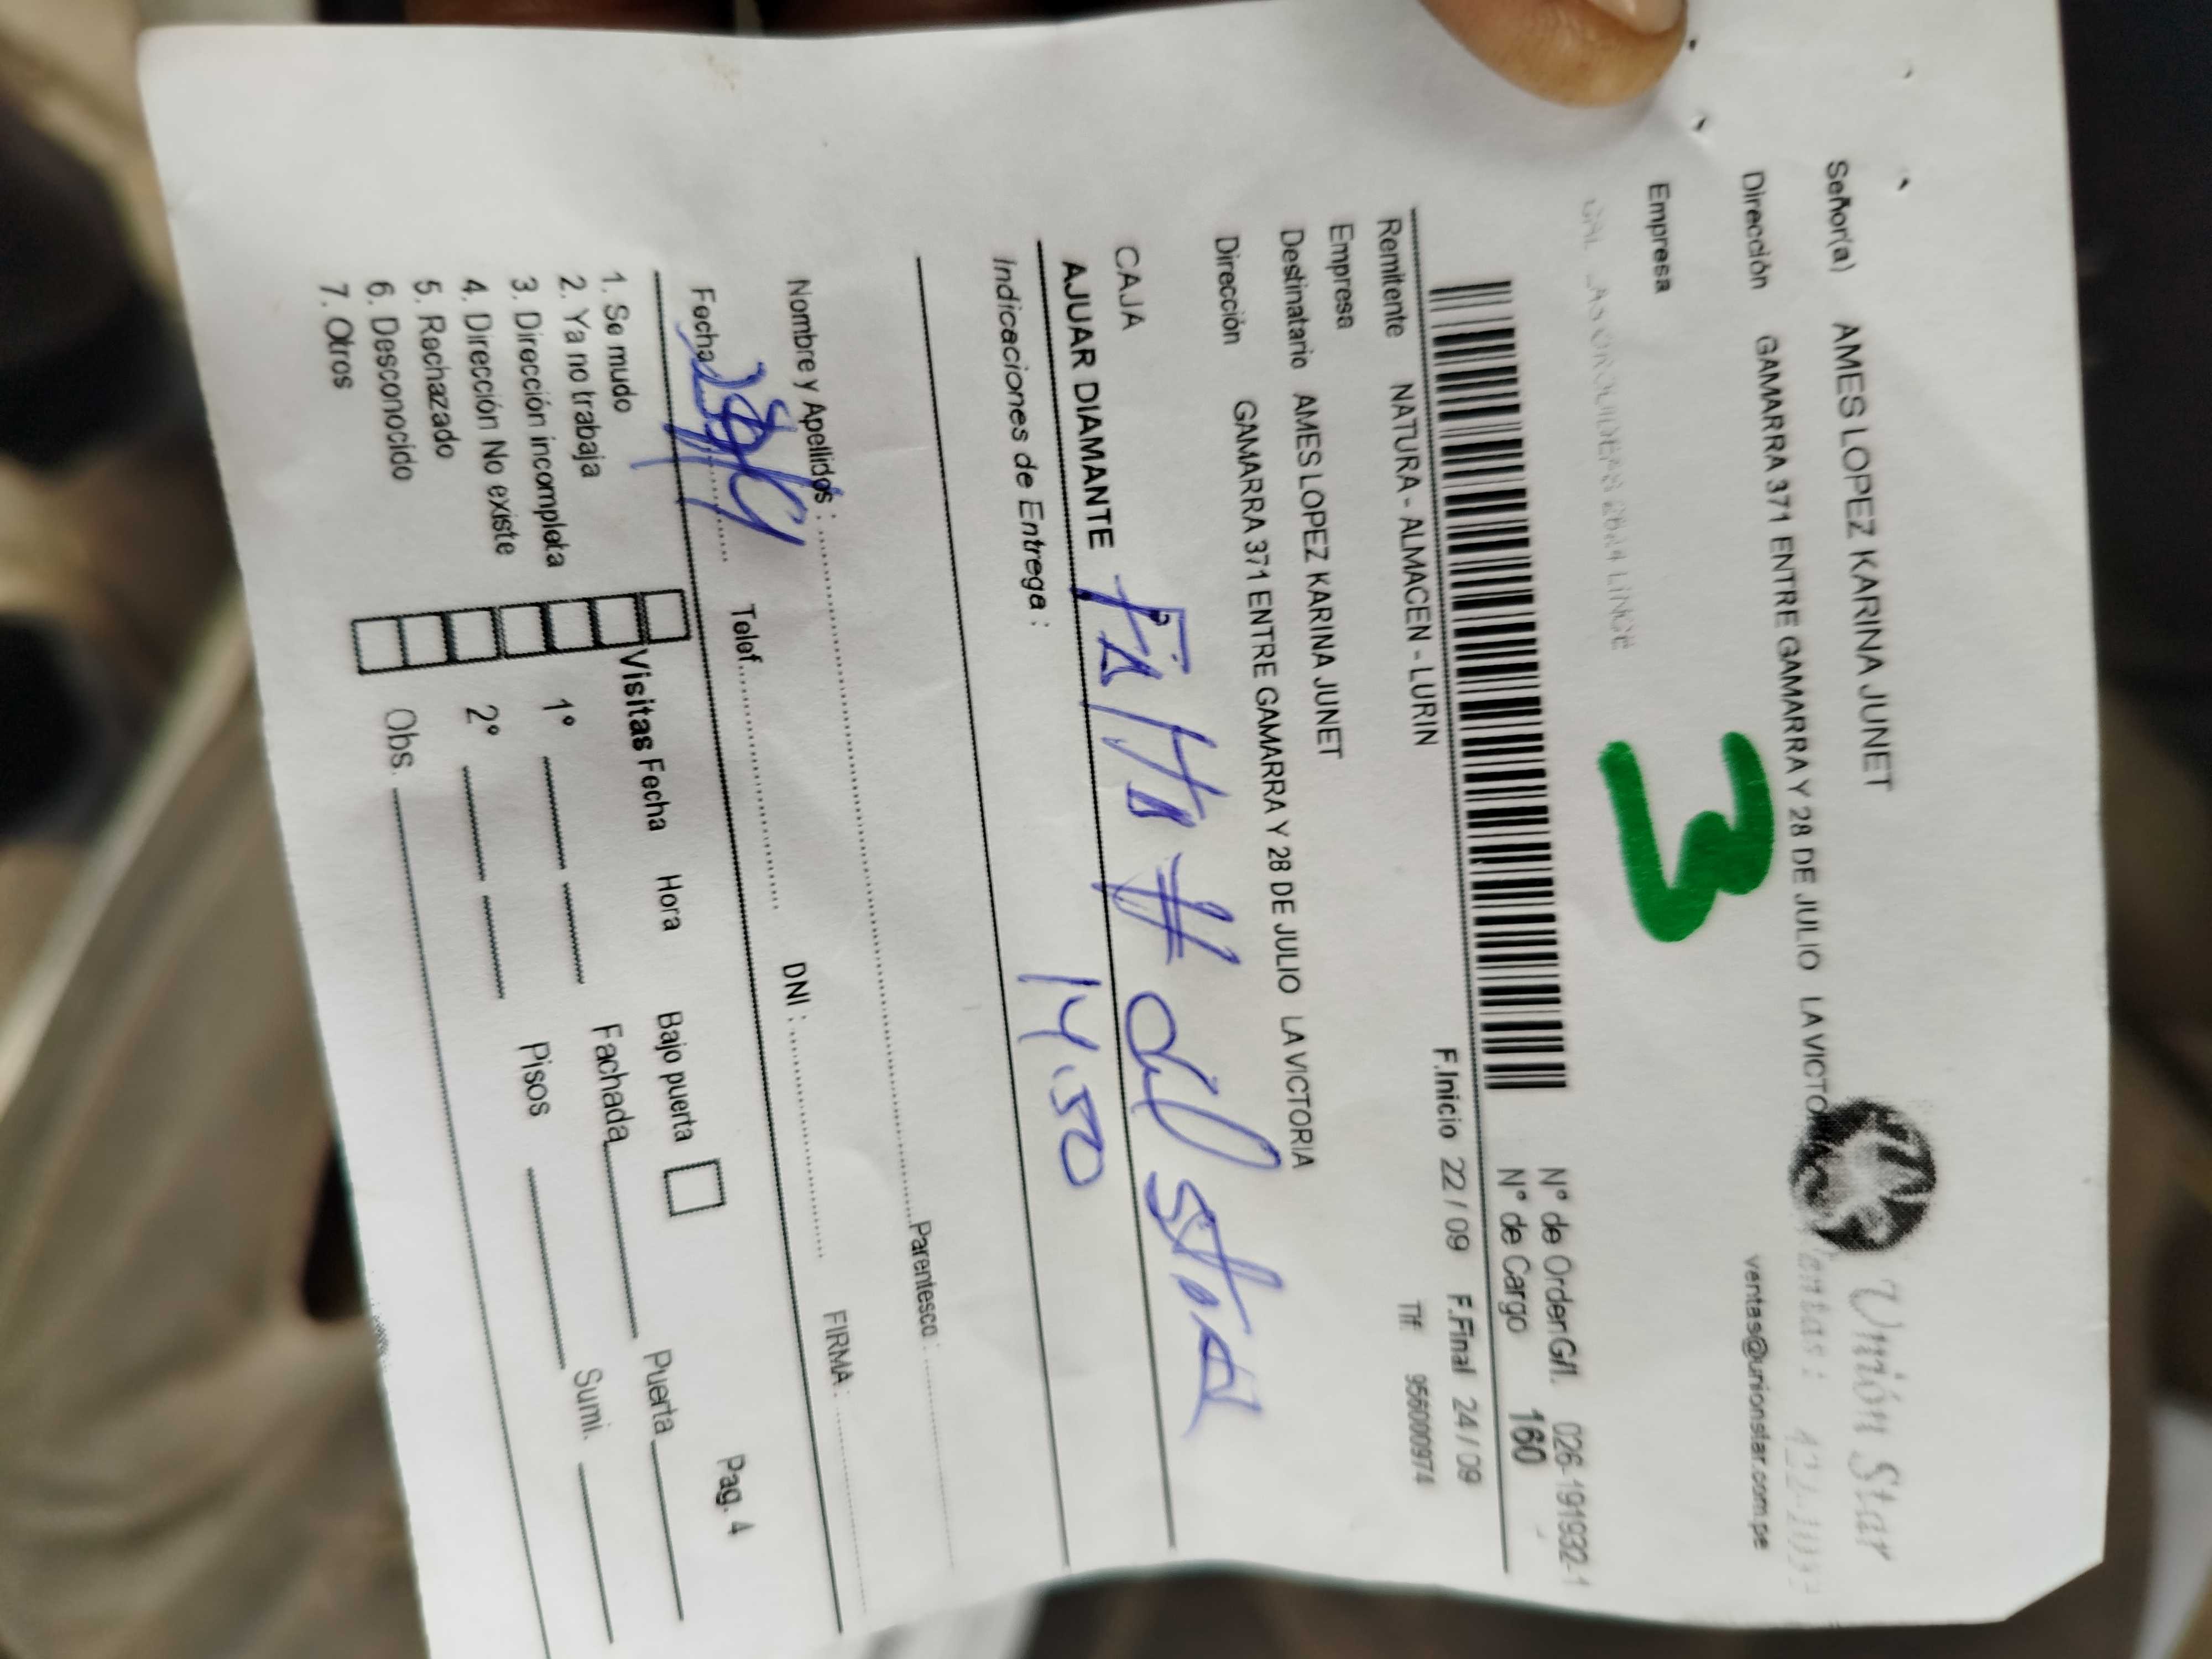 Unión Star
Señor(a) AMES LOPEZ KARINA JUNET
Dirección GAMARRA 371 ENTRE GAMARRA Y 28 DE JULIO LA VICTO
ventas@unionstar.com.pe
Empresa
3
N° de Orden.G/I. 026-191932-1
N° de Cargo 160
Remitente NATURA - ALMACEN - LURIN F.Inicio 22 / 09 F.Final 24 / 09
Empresa Tlf 956000974
Destinatario AMES LOPEZ KARINA JUNET
Dirección GAMARRA 371 ENTRE GAMARRA Y 28 DE JULIO LA VICTORIA
CAJA
AJUAR DIAMANTE Falta # del stand
Indicaciones de Entrega : 14.50
Parentesco :
Nombre y Apellidos :
Fecha Telef. DNI : FIRMA :
Pag. 4
1. Se mudo
2. Ya no trabaja
3. Dirección incompleta
4. Dirección No existe
5. Rechazado
6. Desconocido
7. Otros
Visitas Fecha Hora Bajo puerta
1° Fachada Puerta
2° Pisos Sumi.
Obs.